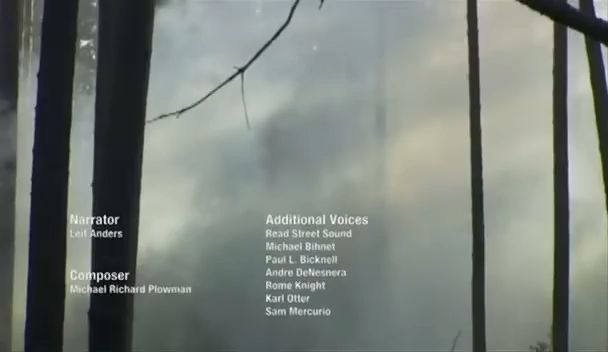 Narrator
Leif Anders
Composer
Michael Richard Plowman
Additional Voices
Read Street Sound
Michael Bihnet
Paul L. Bicknell
Andre DeNesnera
Rome Knight
Karl Otter
Sam Mercurio